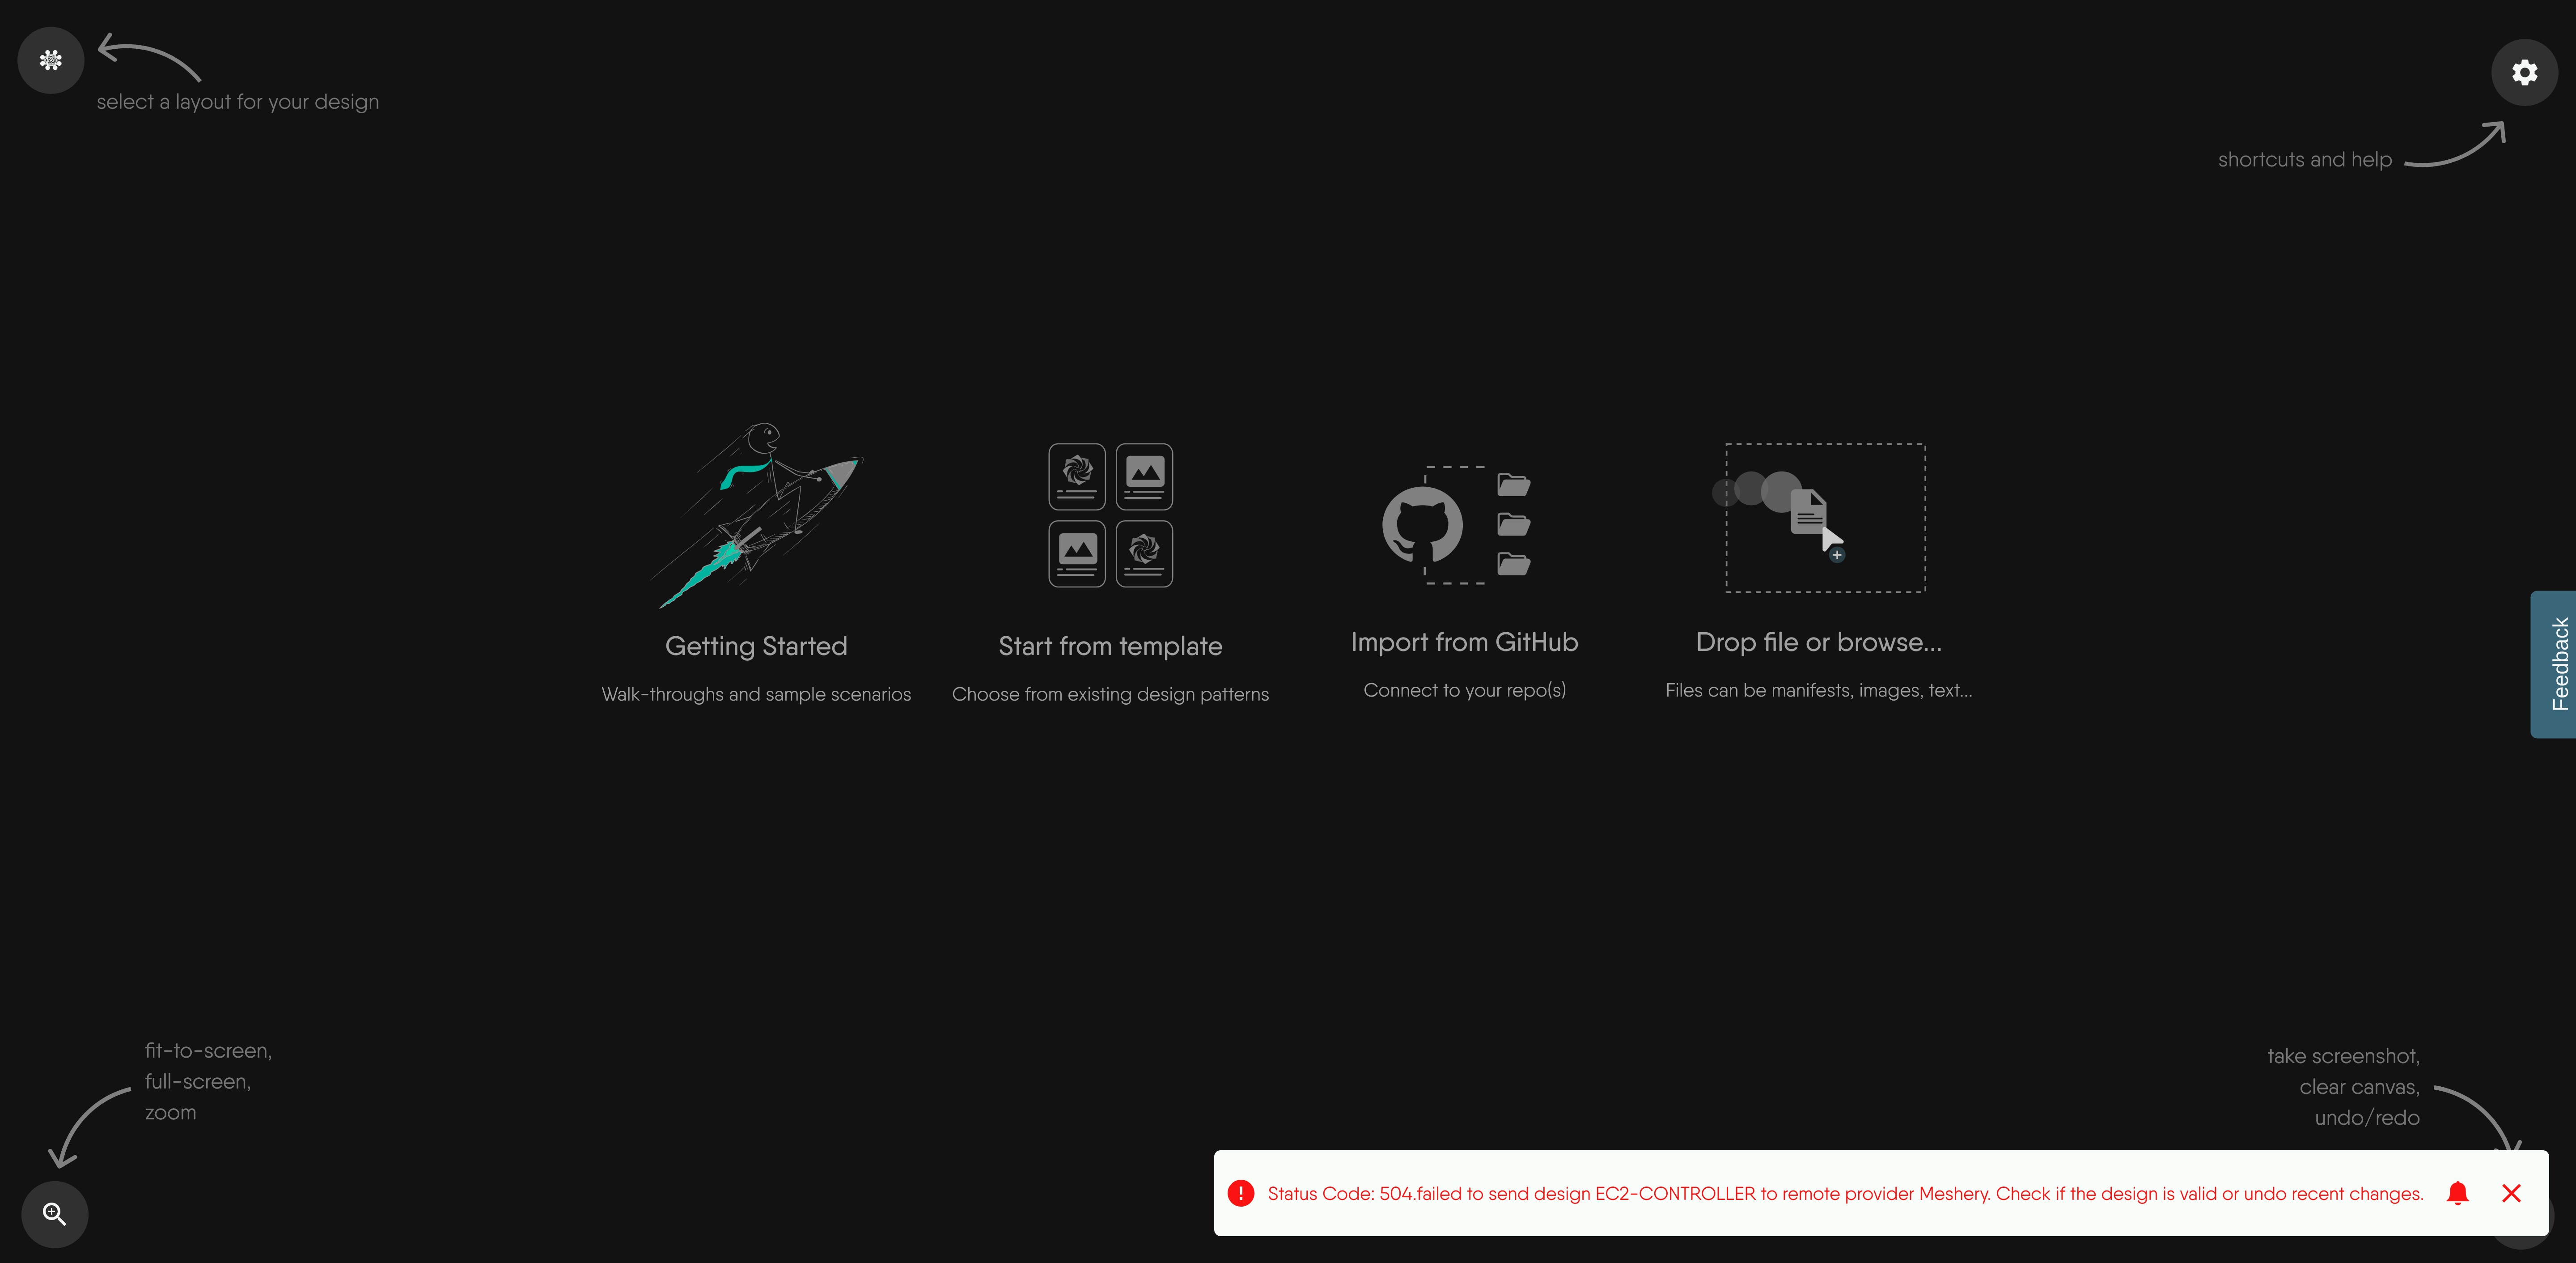 select a layout for your design
shortcuts and help
Getting Started
Walk-throughs and sample scenarios
Start from template
Choose from existing design patterns
Import from GitHub
Connect to your repo(s)
Drop file or browse...
Files can be manifests, images, text...
Feedback
fit-to-screen,
full-screen,
zoom
take screenshot,
clear canvas,
undo/redo
Status Code: 504.failed to send design EC2-CONTROLLER to remote provider Meshery. Check if the design is valid or undo recent changes.